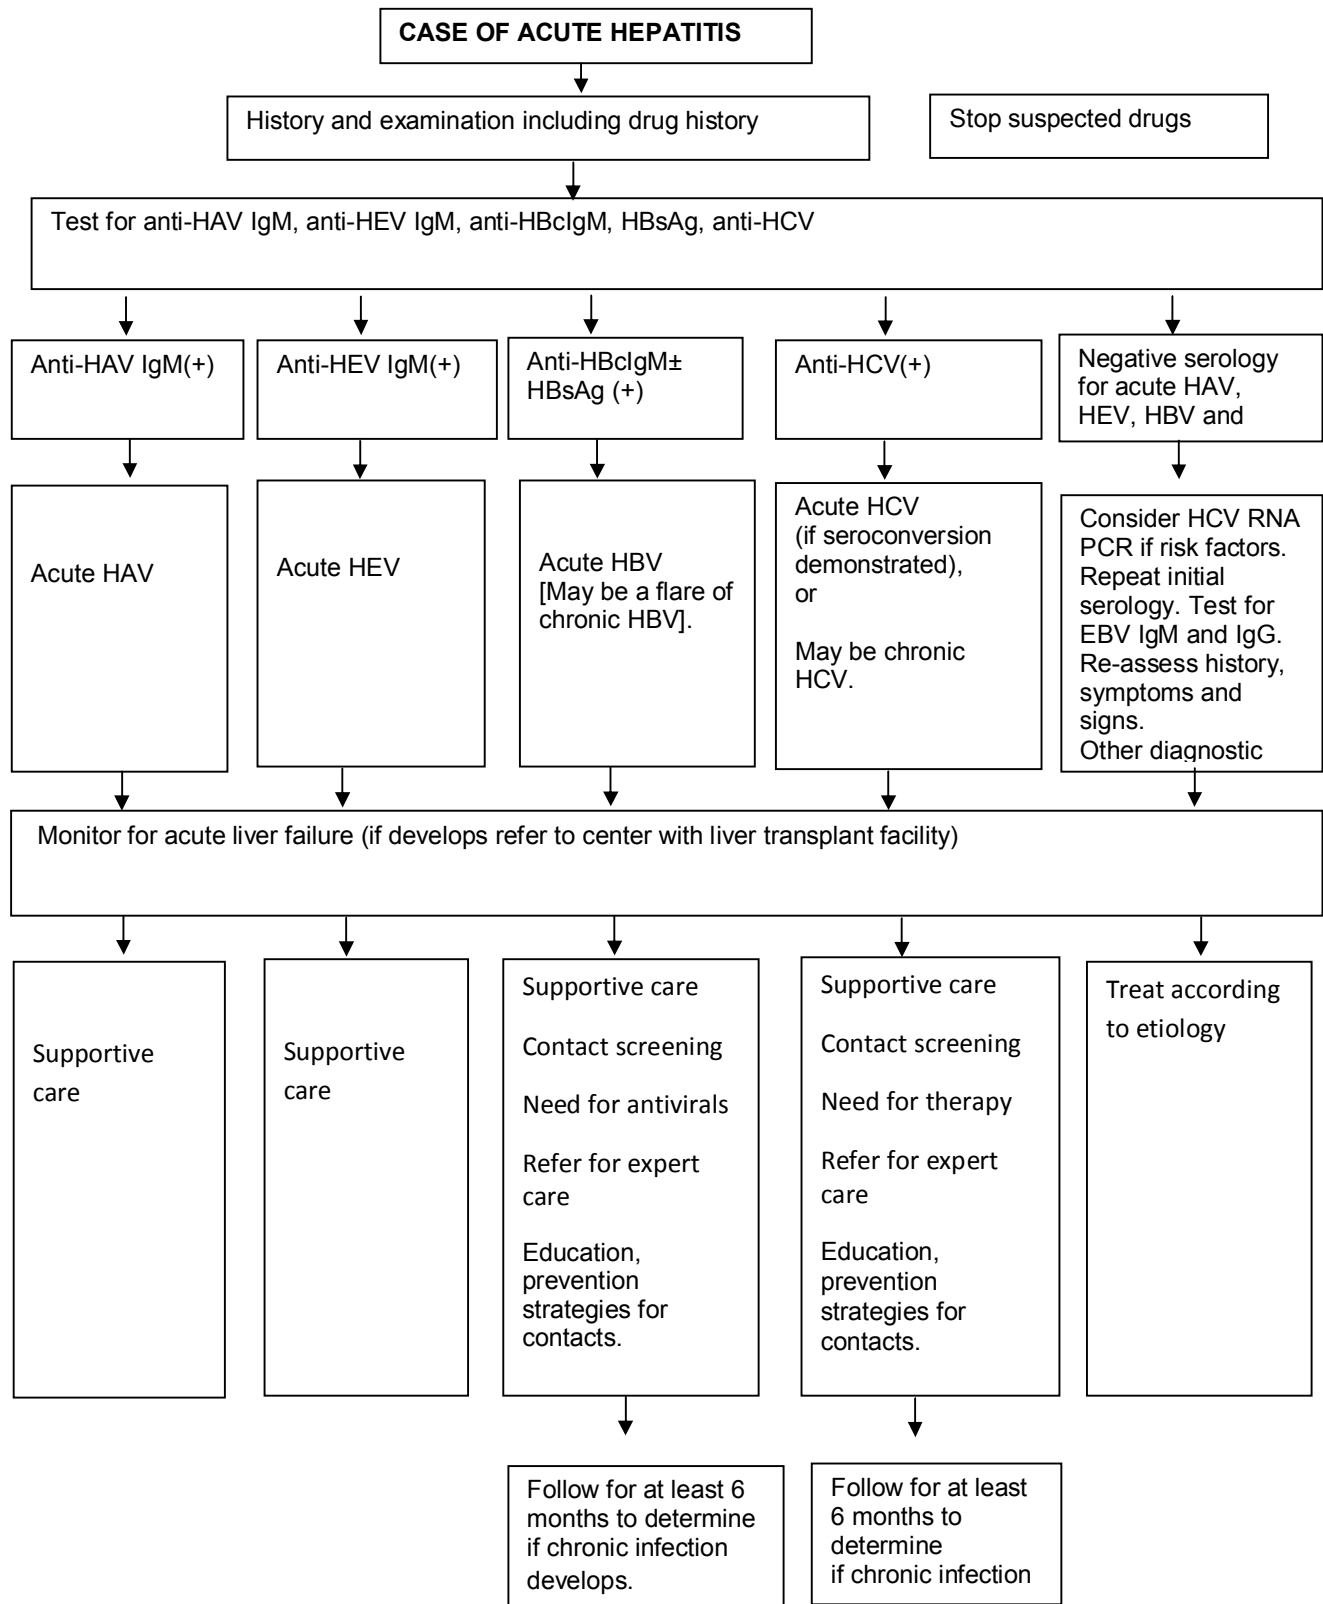 CASE OF ACUTE HEPATITIS
History and examination including drug history
Stop suspected drugs
Test for anti-HAV IgM, anti-HEV IgM, anti-HBcIgM, HBsAg, anti-HCV
Anti-HAV IgM(+)
Anti-HEV IgM(+)
Anti-HBcIgM±
HBsAg (+)
Anti-HCV(+)
Negative serology
for acute HAV,
HEV, HBV and
Acute HAV
Acute HEV
Acute HBV
[May be a flare of
chronic HBV].
Acute HCV
(if seroconversion
demonstrated),
or
May be chronic
HCV.
Consider HCV RNA
PCR if risk factors.
Repeat initial
serology. Test for
EBV IgM and IgG.
Re-assess history,
symptoms and
signs.
Other diagnostic
Monitor for acute liver failure (if develops refer to center with liver transplant facility)
Supportive
care
Supportive
care
Supportive care
Contact screening
Need for antivirals
Refer for expert
care
Education,
prevention
strategies for
contacts.
Supportive care
Contact screening
Need for therapy
Refer for expert
care
Education,
prevention
strategies for
contacts.
Treat according
to etiology
Follow for at least 6
months to determine
if chronic infection
develops.
Follow for at least
6 months to
determine
if chronic infection